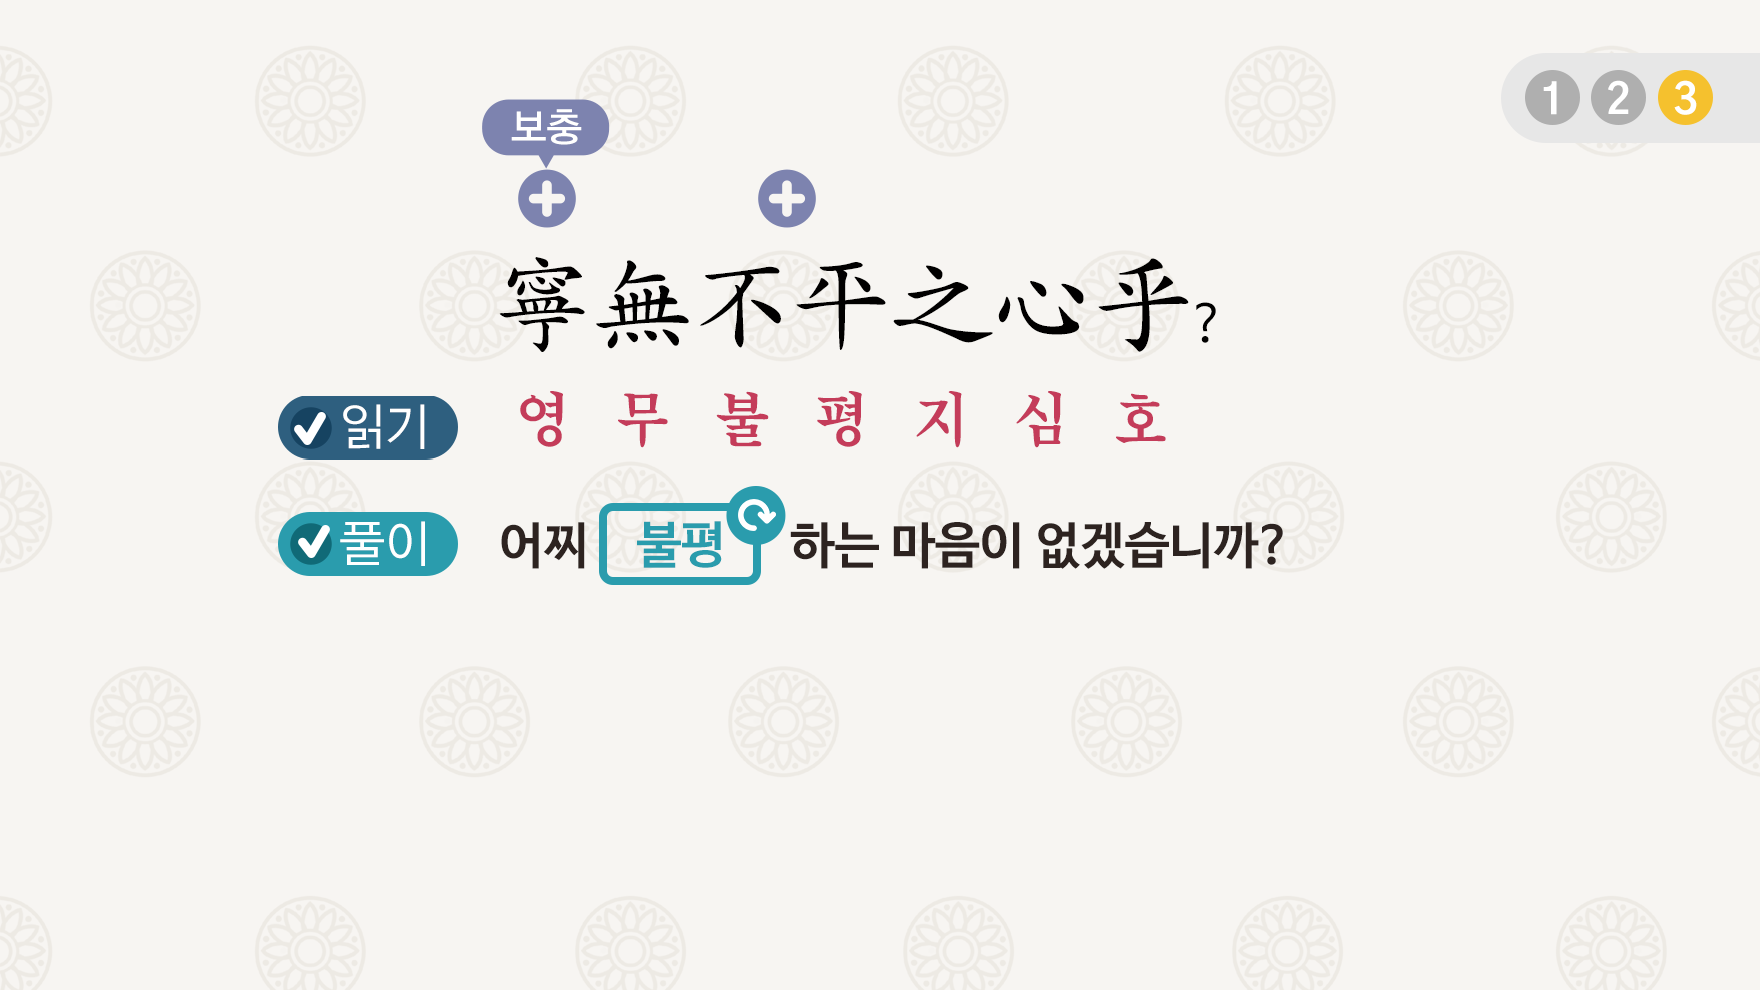 1 2 3
보충
寧無不平之心乎?
읽기 영 무 불 평 지 심 호
풀이 어찌 불평 하는 마음이 없겠습니까?